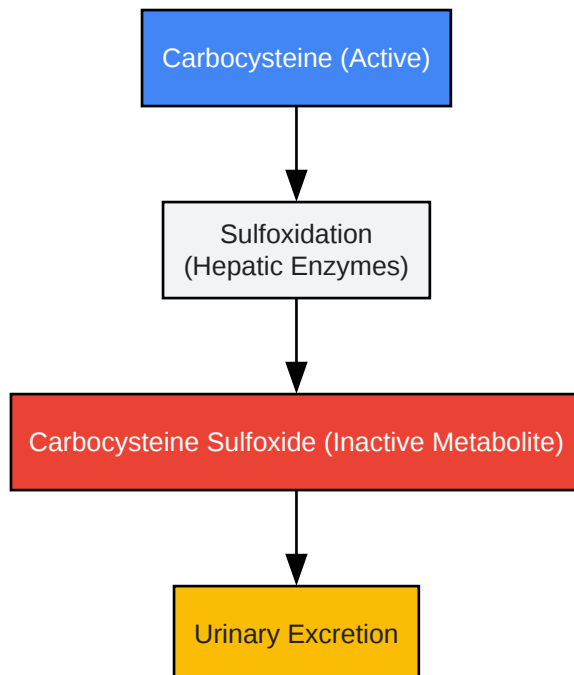 Carbocysteine (Active)
Sulfoxidation
(Hepatic Enzymes)
Carbocysteine Sulfoxide (Inactive Metabolite)
Urinary Excretion